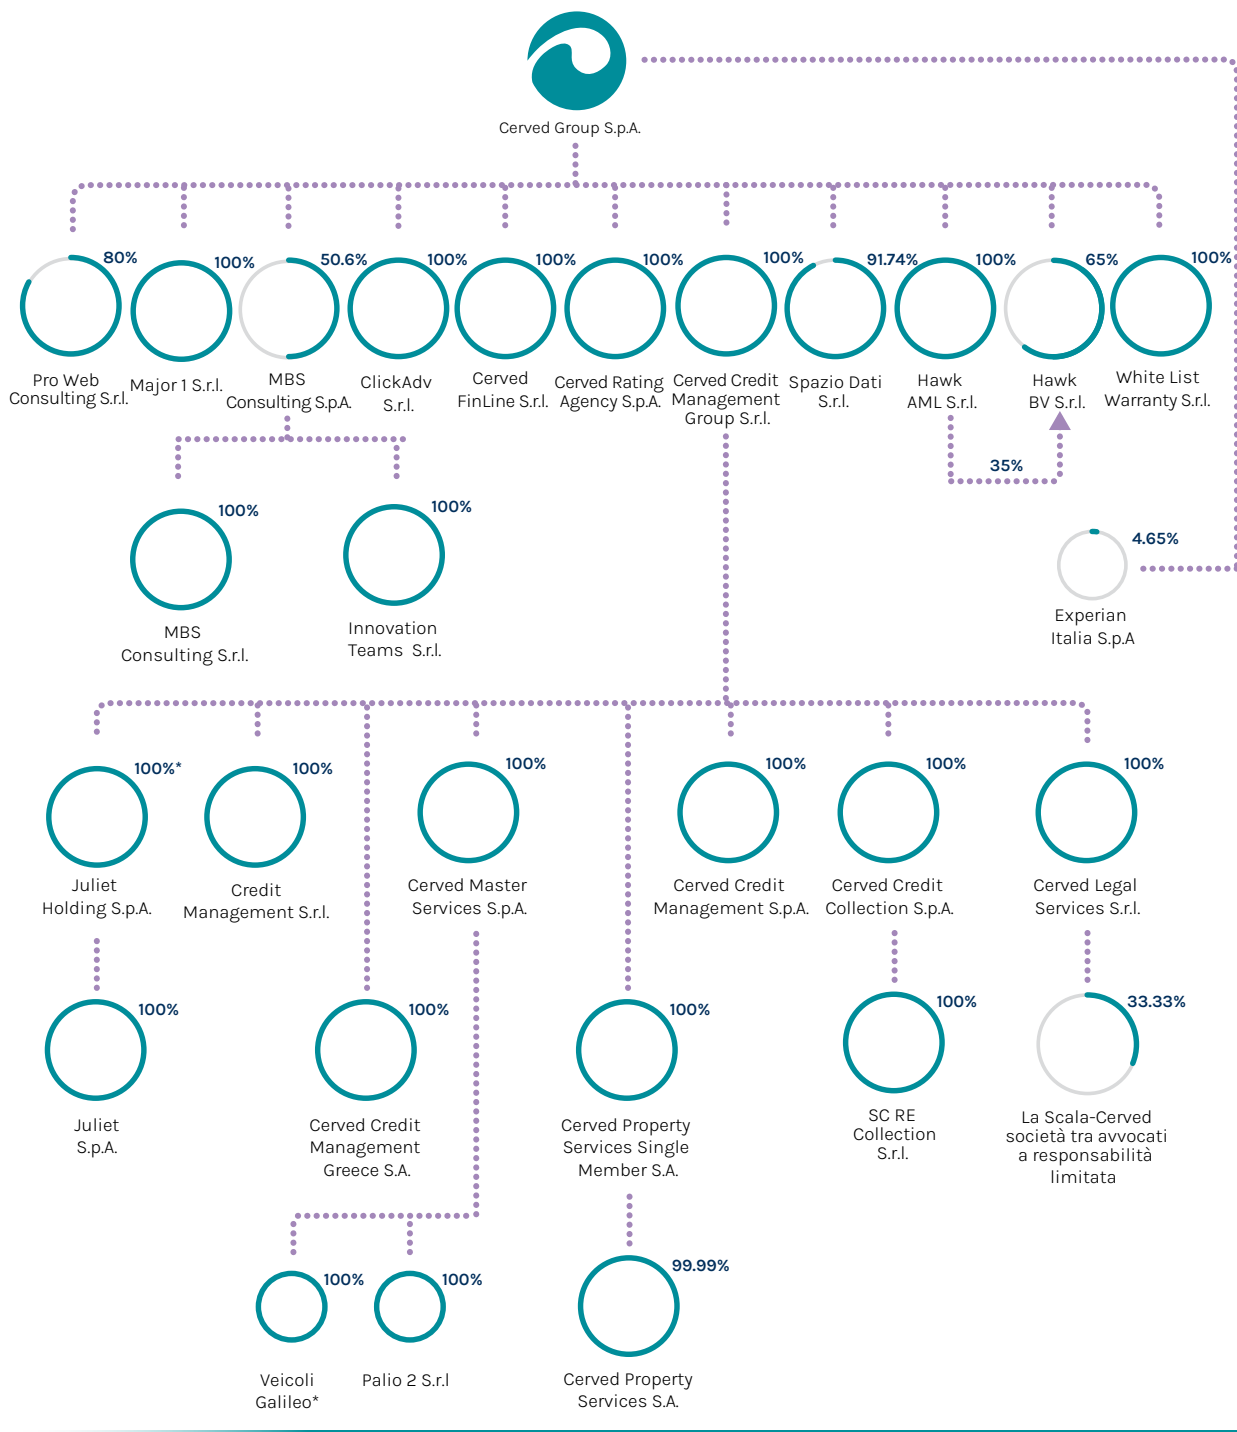 Cerved Group S.p.A.
80%
100%
50.6%
100%
100%
100%
100%
91.74%
100%
65%
100%
Pro Web
Consulting S.r.l.
Major 1 S.r.l.
MBS
Consulting S.p.A.
ClickAdv
S.r.l.
Cerved
FinLine S.r.l.
Cerved Rating
Agency S.p.A.
Cerved Credit
Management
Group S.r.l.
Spazio Dati
S.r.l.
Hawk
AML S.r.l.
Hawk
BV S.r.l.
White List
Warranty S.r.l.
35%
100%
MBS
Consulting S.r.l.
100%
Innovation
Teams S.r.l.
4.65%
Experian
Italia S.p.A
100%*
Juliet
Holding S.p.A.
100%
Credit
Management S.r.l.
100%
Cerved Master
Services S.p.A.
100%
Cerved Credit
Management S.p.A.
100%
Cerved Credit
Collection S.p.A.
100%
Cerved Legal
Services S.r.l.
100%
Juliet
S.p.A.
100%
Cerved Credit
Management
Greece S.A.
100%
Cerved Property
Services Single
Member S.A.
100%
SC RE
Collection
S.r.l.
33.33%
La Scala-Cerved
società tra avvocati
a responsabilità
limitata
100%
Veicoli
Galileo*
100%
Palio 2 S.r.l
99.99%
Cerved Property
Services S.A.